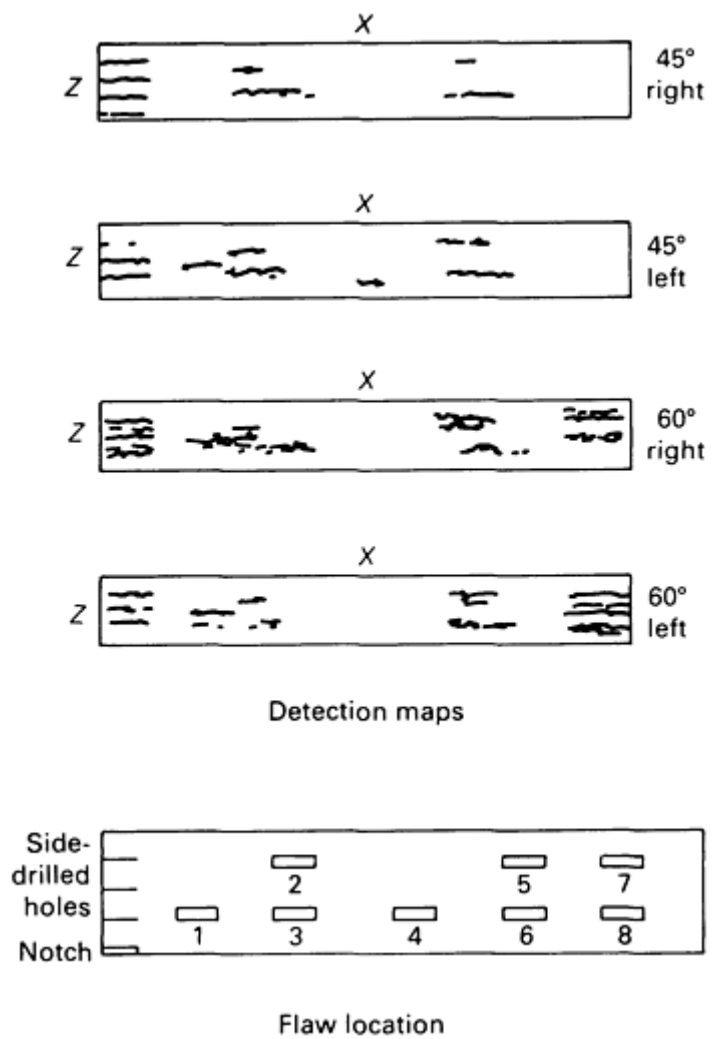 X
Z
45°
right
X
Z
45°
left
X
Z
60°
right
X
Z
60°
left
Detection maps
Side-
drilled
holes
Notch
2
5
7
1
3
4
6
8
Flaw location